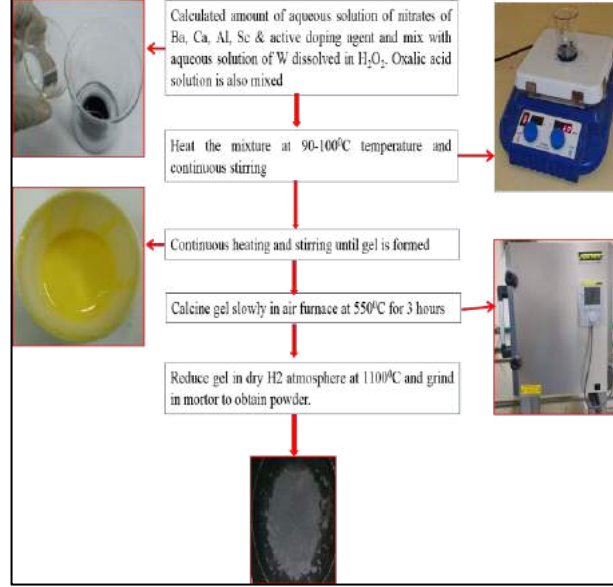 Calculated amount of aqueous solution of nitrates of
Ba, Ca, Al, Sc & active doping agent and mix with
aqueous solution of W dissolved in H₂O₂. Oxalic acid
solution is also mixed
Heat the mixture at 90-100⁰C temperature and
continuous stirring
Continuous heating and stirring until gel is formed
Calcine gel slowly in air furnace at 550⁰C for 3 hours
Reduce gel in dry H2 atmosphere at 1100⁰C and grind
in mortor to obtain powder.